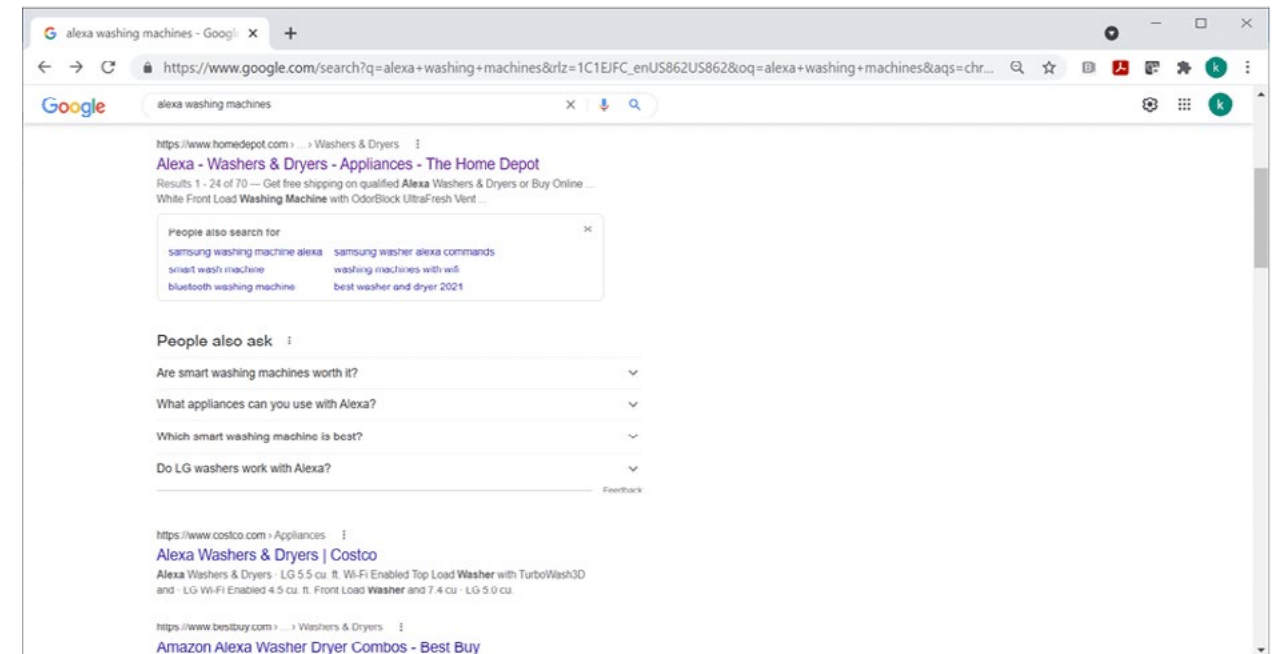 alexa washing machines - Googl
https://www.google.com/search?q=alexa+washing+machines&rlz=1C1EJFC_enUS862US862&oq=alexa+washing+machines&aqs=chr...
k
Google
alexa washing machines
k
https://www.homedepot.com › ... › Washers & Dryers
Alexa - Washers & Dryers - Appliances - The Home Depot
Results 1 - 24 of 70 — Get free shipping on qualified Alexa Washers & Dryers or Buy Online ...
White Front Load Washing Machine with OdorBlock UltraFresh Vent ...
People also search for
samsung washing machine alexa samsung washer alexa commands
smart wash machine washing machines with wifi
bluetooth washing machine best washer and dryer 2021
People also ask
Are smart washing machines worth it?
What appliances can you use with Alexa?
Which smart washing machine is best?
Do LG washers work with Alexa?
Feedback
https://www.costco.com › Appliances
Alexa Washers & Dryers | Costco
Alexa Washers & Dryers · LG 5.5 cu. ft. Wi-Fi Enabled Top Load Washer with TurboWash3D
and · LG Wi-Fi Enabled 4.5 cu. ft. Front Load Washer and 7.4 cu · LG 5.0 cu.
https://www.bestbuy.com › ... › Washers & Dryers
Amazon Alexa Washer Dryer Combos - Best Buy